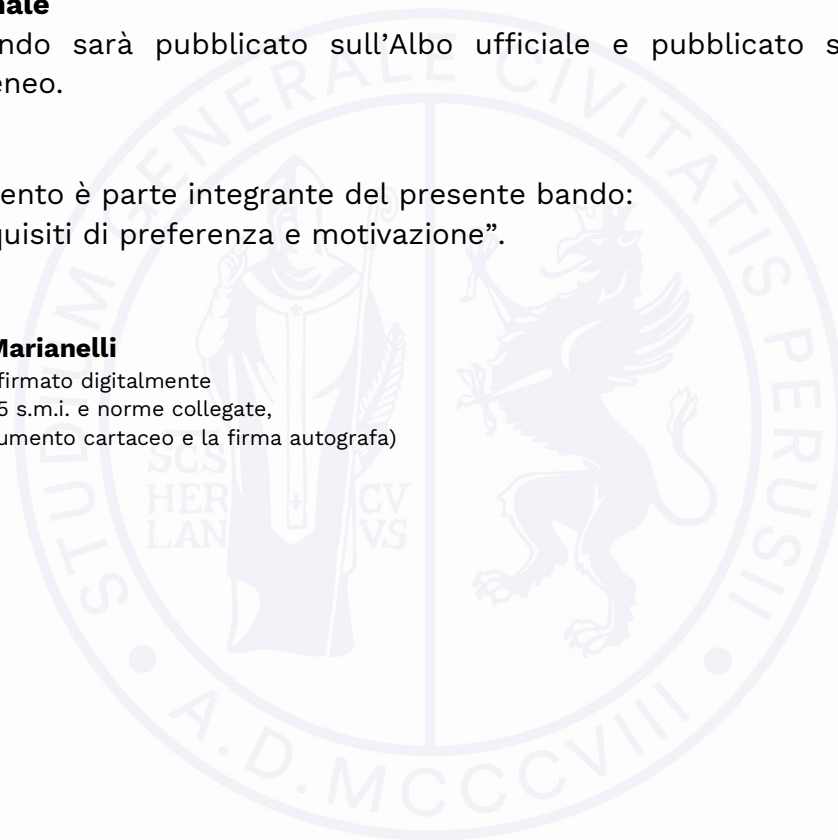 nale
ndo sarà pubblicato sull’Albo ufficiale e pubblicato s
eneo.
ento è parte integrante del presente bando:
quisiti di preferenza e motivazione”.
Marianelli
firmato digitalmente
5 s.m.i. e norme collegate,
umento cartaceo e la firma autografa)
STUDIUM GENERALE CIVITATIS PERUSII
SCS
HER CV
LAN VS
A.D. MCCCVIII